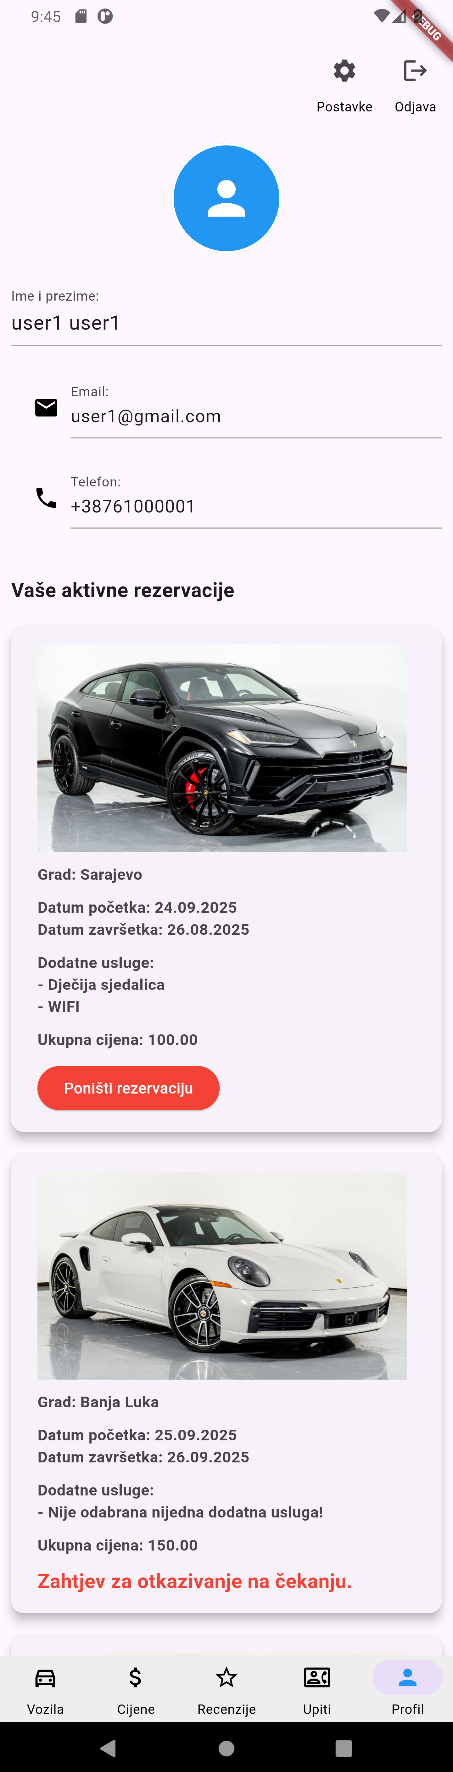 9:45
DEBUG
Postavke
Odjava
Ime i prezime:
user1 user1
Email:
user1@gmail.com
Telefon:
+38761000001
Vaše aktivne rezervacije
Grad: Sarajevo
Datum početka: 24.09.2025
Datum završetka: 26.08.2025
Dodatne usluge:
- Dječija sjedalica
- WIFI
Ukupna cijena: 100.00
Poništi rezervaciju
Grad: Banja Luka
Datum početka: 25.09.2025
Datum završetka: 26.09.2025
Dodatne usluge:
- Nije odabrana nijedna dodatna usluga!
Ukupna cijena: 150.00
Zahtjev za otkazivanje na čekanju.
Vozila
Cijene
Recenzije
Upiti
Profil